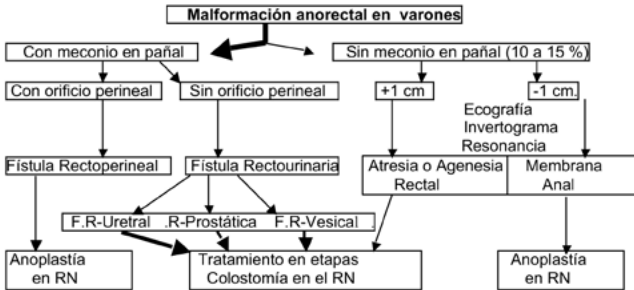 Malformación anorectal en varones
Con meconio en pañal
Sin meconio en pañal (10 a 15 %)
Con orificio perineal
Sin orificio perineal
+1 cm
-1 cm.
Ecografía
Invertograma
Resonancia
Fístula Rectoperineal
Fístula Rectourinaria
Atresia o Agenesia
Rectal
Membrana
Anal
F.R-Uretral .R-Prostática F.R-Vesical.
Anoplastía
en RN
Tratamiento en etapas
Colostomía en el RN
Anoplastía
en RN